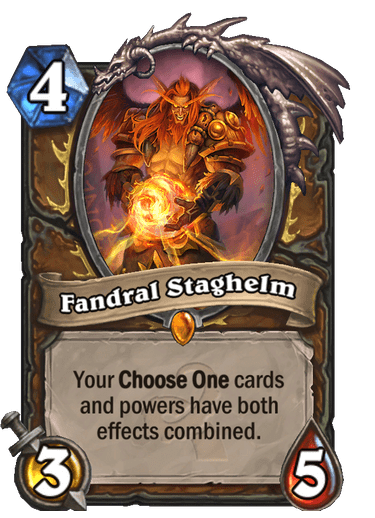 4
Fandral Staghelm
Your Choose One cards
and powers have both
effects combined.
3
5